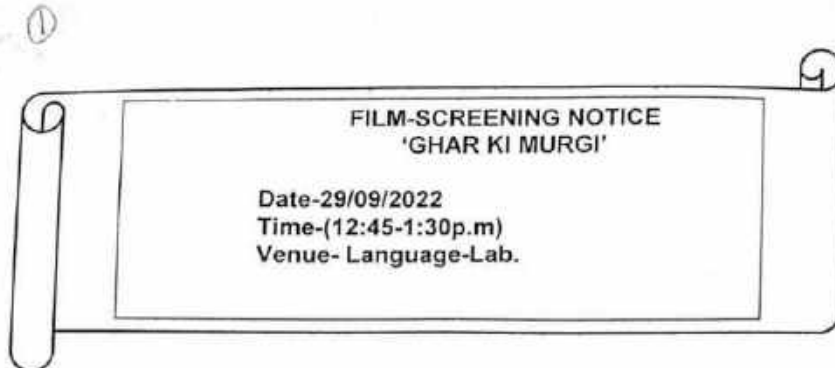 1
FILM-SCREENING NOTICE
'GHAR KI MURGI'
Date-29/09/2022
Time-(12:45-1:30p.m)
Venue- Language-Lab.